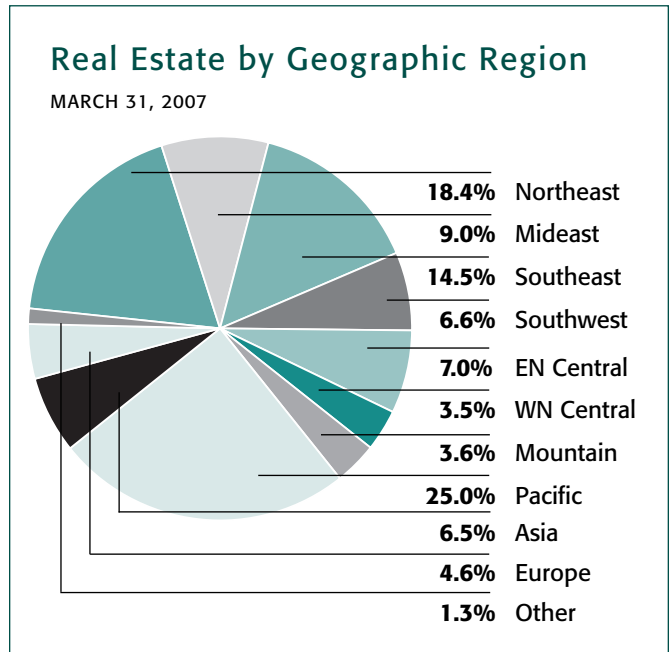 Real Estate by Geographic Region
MARCH 31, 2007
18.4% Northeast
9.0% Mideast
14.5% Southeast
6.6% Southwest
7.0% EN Central
3.5% WN Central
3.6% Mountain
25.0% Pacific
6.5% Asia
4.6% Europe
1.3% Other